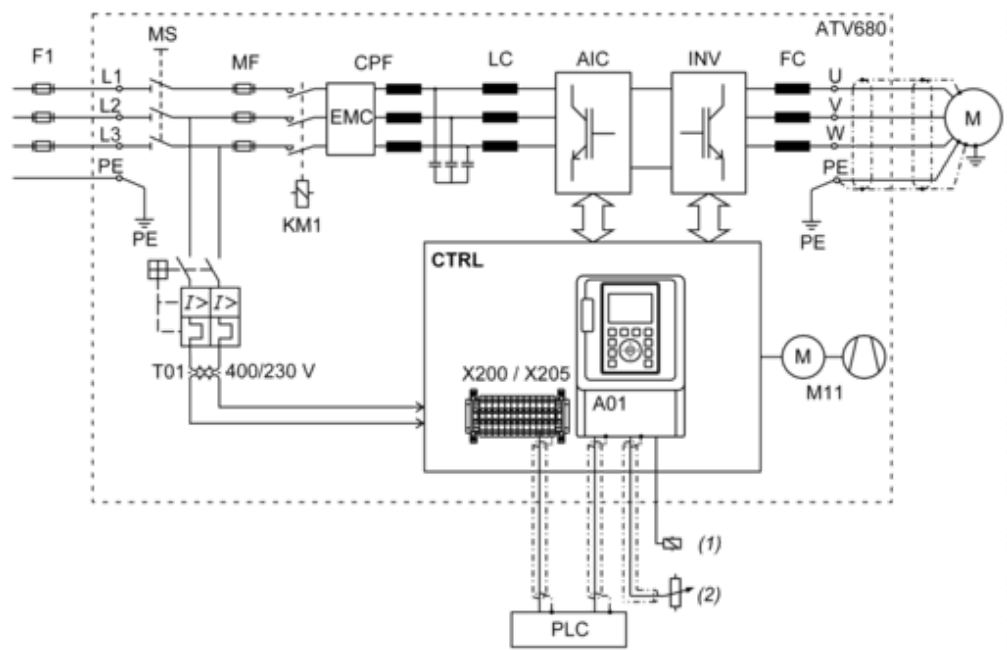 ATV680
F1
MS
MF
CPF
LC
AIC
INV
FC
L1
L2
L3
PE
EMC
U
V
W
PE
M
KM1
PE
PE
CTRL
I>
I>
T01
400/230 V
X200 / X205
A01
M
M11
(1)
(2)
PLC